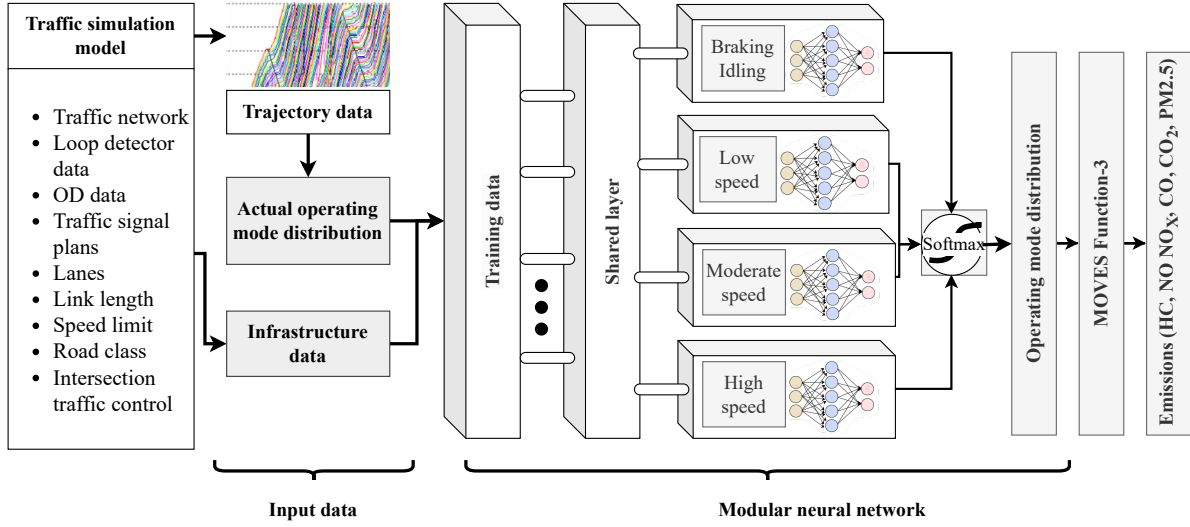 Traffic simulation
model
Traffic network
Loop detector
data
OD data
Traffic signal
plans
Lanes
Link length
Speed limit
Road class
Intersection
traffic control
Trajectory data
Actual operating
mode distribution
Infrastructure
data
Input data
Training data
Shared layer
Braking
Idling
Low
speed
Moderate
speed
High
speed
Softmax
Operating mode distribution
MOVES Function-3
Emissions (HC, NO NOX, CO, CO2, PM2.5)
Modular neural network